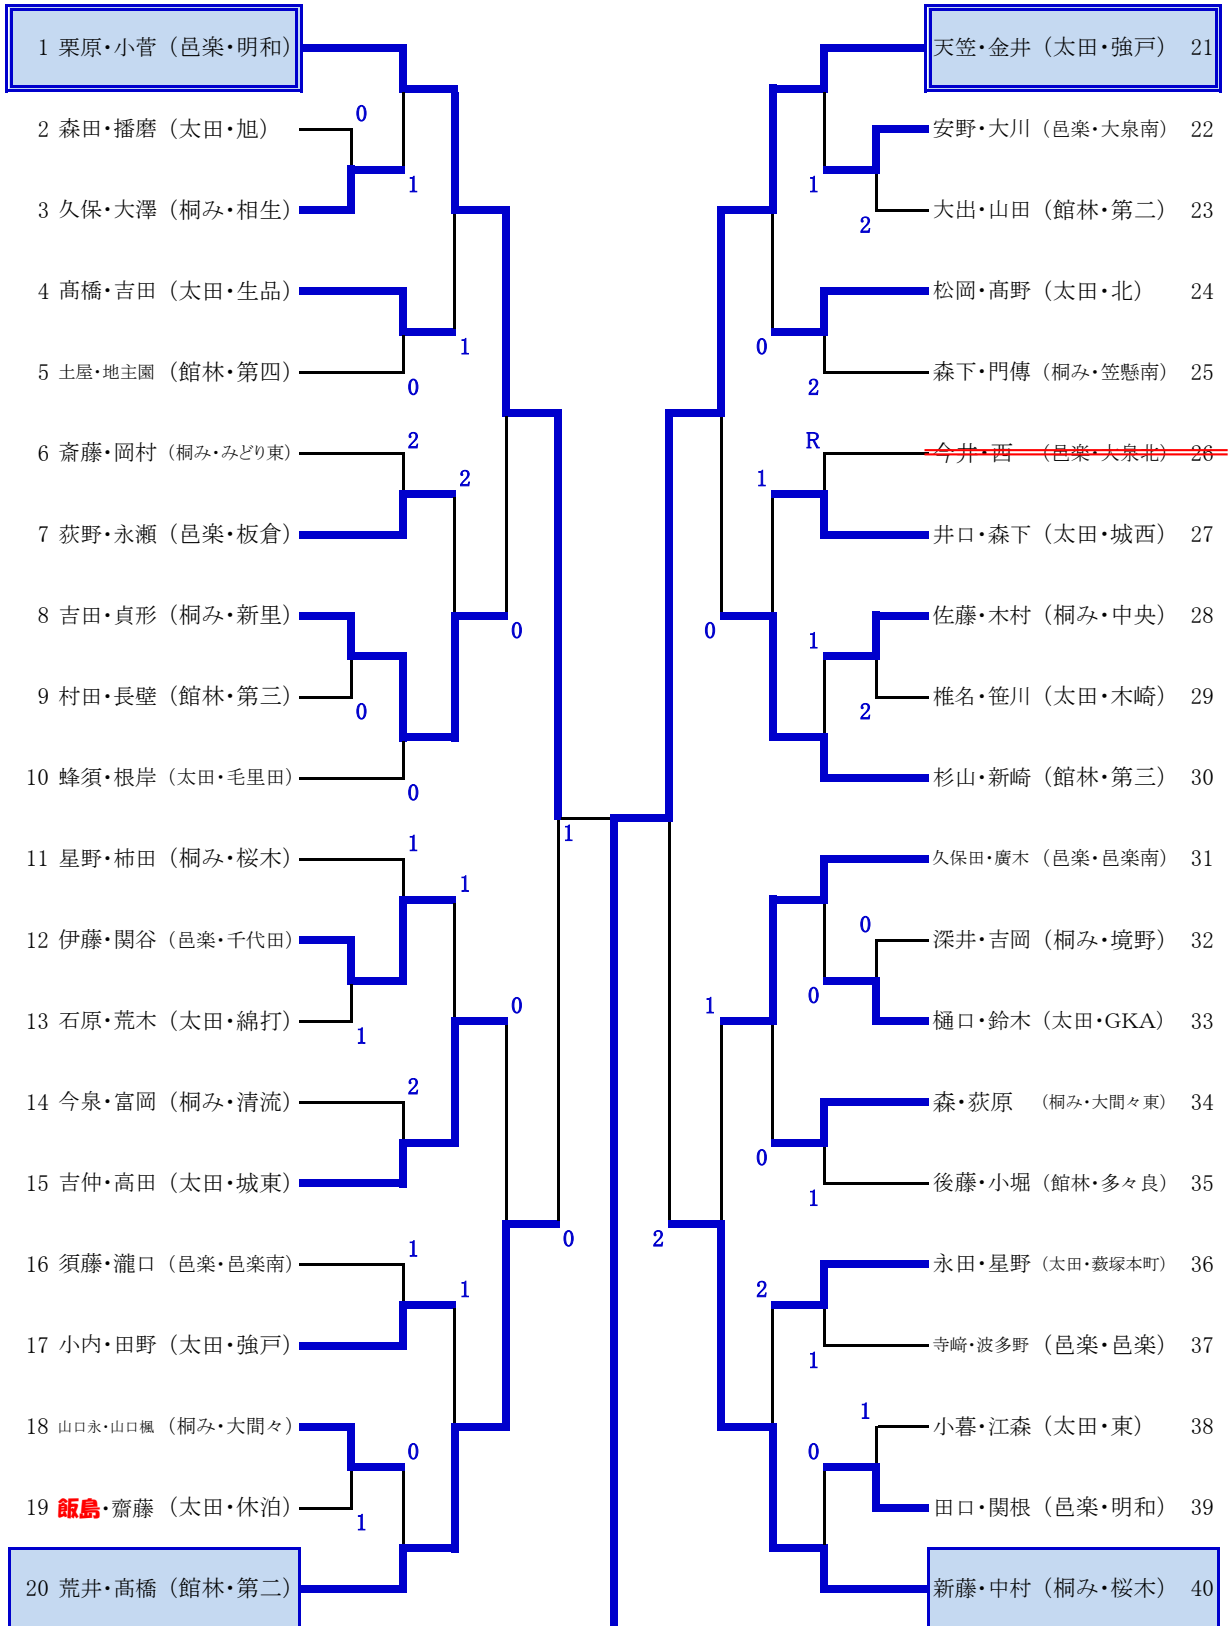 1 栗原・小菅（邑楽・明和）
0
2 森田・播磨（太田・旭）
1
3 久保・大澤（桐み・相生）
4 髙橋・吉田（太田・生品）
1
5 土屋・地主園（館林・第四）
0
6 斎藤・岡村（桐み・みどり東）
2
2
7 荻野・永瀬（邑楽・板倉）
8 吉田・貞形（桐み・新里）
0
9 村田・長壁（館林・第三）
0
10 蜂須・根岸（太田・毛里田）
0
1
11 星野・柿田（桐み・桜木）
1
1
12 伊藤・関谷（邑楽・千代田）
0
13 石原・荒木（太田・綿打）
1
14 今泉・富岡（桐み・清流）
2
15 吉仲・高田（太田・城東）
0
16 須藤・瀧口（邑楽・邑楽南）
1
1
17 小内・田野（太田・強戸）
18 山口永・山口楓（桐み・大間々）
0
19 飯島・齋藤（太田・休泊）
1
20 荒井・髙橋（館林・第二）
天笠・金井（太田・強戸） 21
安野・大川（邑楽・大泉南） 22
1
大出・山田（館林・第二） 23
2
松岡・髙野（太田・北） 24
0
森下・門傳（桐み・笠懸南） 25
2
R
今井・西（邑楽・大泉北） 26
1
井口・森下（太田・城西） 27
佐藤・木村（桐み・中央） 28
0
1
椎名・笹川（太田・木崎） 29
2
杉山・新崎（館林・第三） 30
久保田・廣木（邑楽・邑楽南） 31
0
深井・吉岡（桐み・境野） 32
1
0
樋口・鈴木（太田・GKA） 33
森・荻原（桐み・大間々東） 34
0
後藤・小堀（館林・多々良） 35
1
2
永田・星野（太田・藪塚本町） 36
2
寺﨑・波多野（邑楽・邑楽） 37
1
1
小暮・江森（太田・東） 38
0
田口・関根（邑楽・明和） 39
新藤・中村（桐み・桜木） 40